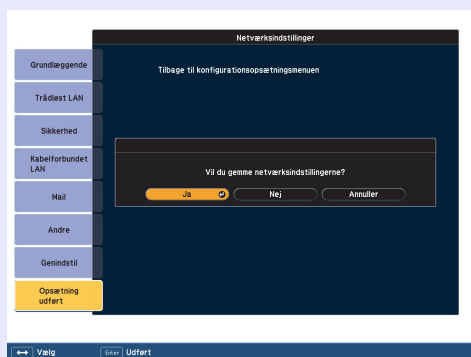 Netværksindstillinger
Grundlæggende
Tilbage til konfigurationsopsætningsmenuen
Trådløst LAN
Sikkerhed
Kabelforbundet
LAN
Vil du gemme netværksindstillingerne?
Ja Nej Annuller
Mail
Andre
Genindstil
Opsætning
udført
Vælg Enter Udført